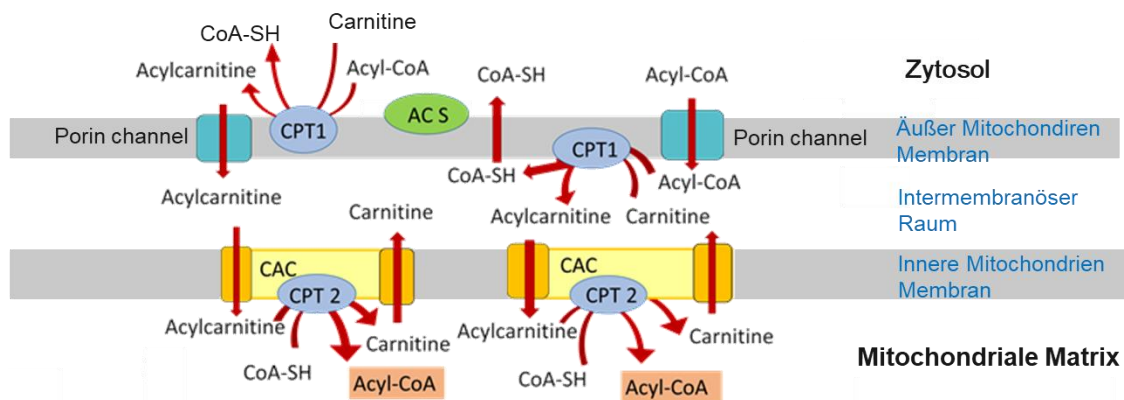 CoA-SH
Carnitine
Acylcarnitine
Acyl-CoA
CoA-SH
Acyl-CoA
Zytosol
Porin channel
CPT1
AC S
CPT1
Porin channel
Äußer Mitochondiren
Membran
CoA-SH
Acyl-CoA
Acylcarnitine
Carnitine
Acylcarnitine
Carnitine
Intermembranöser
Raum
CAC
CPT 2
CAC
CPT 2
Innere Mitochondrien
Membran
Acylcarnitine
Carnitine
CoA-SH
Acyl-CoA
Acylcarnitine
Carnitine
CoA-SH
Acyl-CoA
Mitochondriale Matrix